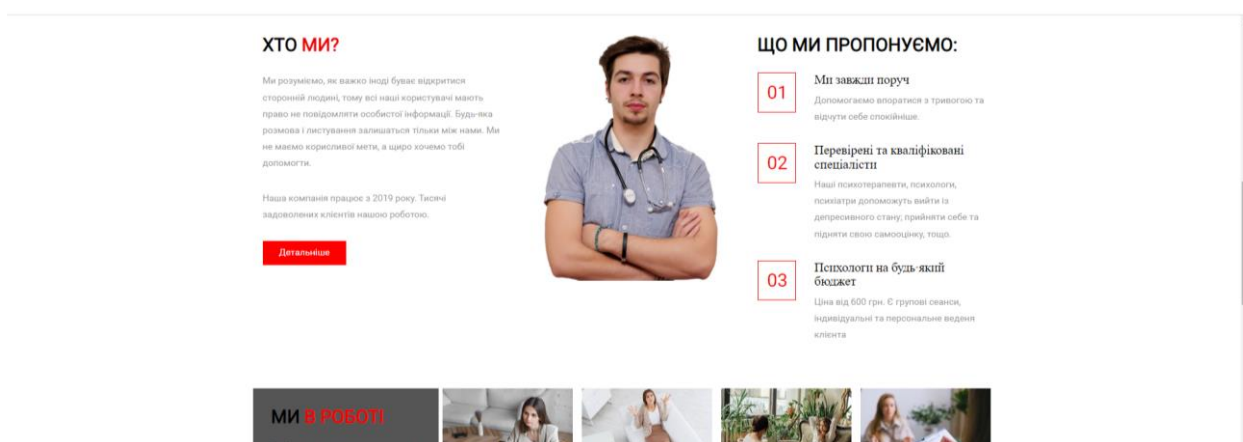 ХТО МИ?
Ми розуміємо, як важко іноді буває відкритися
сторонній людині, тому всі наші користувачі мають
право не повідомляти особистої інформації. Будь-яка
розмова і листування залишаться тільки між нами. Ми
не маємо корисливої мети, а щиро хочемо тобі
допомогти.
Наша компанія працює з 2019 року. Тисячі
задоволених клієнтів нашою роботою.
Детальніше
ЩО МИ ПРОПОНУЄМО:
01
Ми завжди поруч
Допомогаємо впоратися з тривогою та
відчути себе спокійніше.
02
Перевірені та кваліфіковані
спеціалісти
Наші психотерапевти, психологи,
психіатри допоможуть вийти із
депресивного стану; прийняти себе та
підняти свою самооцінку, тощо.
03
Психологи на будь-який
бюджет
Ціна від 600 грн. Є групові сеанси,
індивідуальні та персональне веденя
клієнта
МИ В РОБОТІ